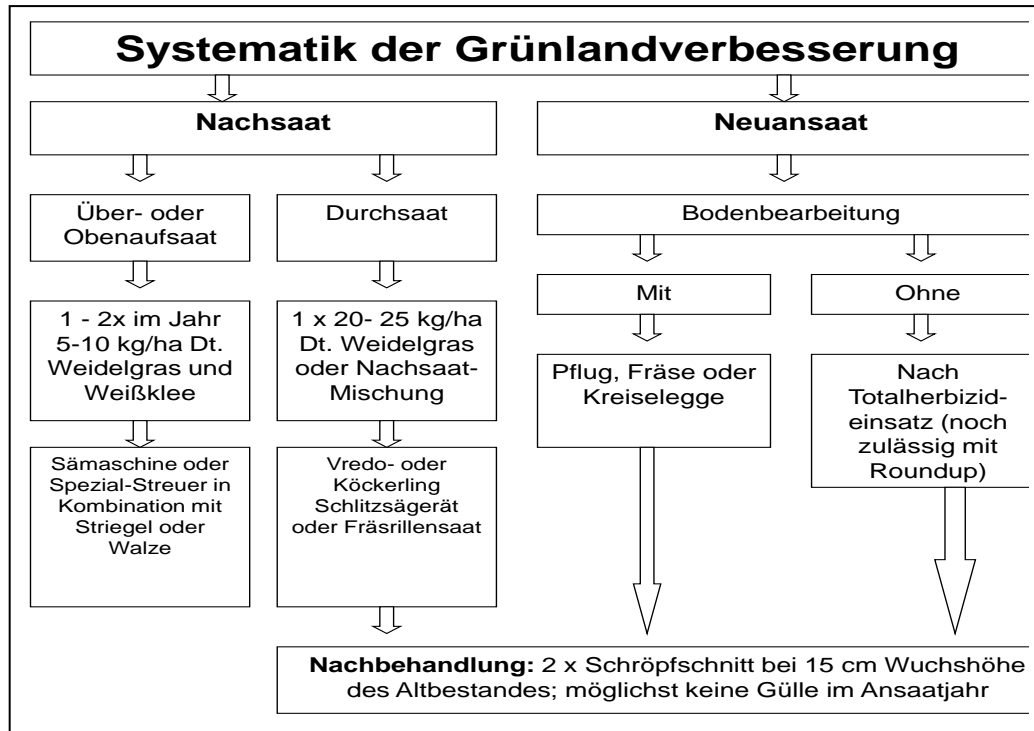 Systematik der Grünlandverbesserung
Nachsaat
Neuansaat
Über- oder
Obenaufsaat
Durchsaat
Bodenbearbeitung
Mit
Ohne
1 - 2x im Jahr
5-10 kg/ha Dt.
Weidelgras und
Weißklee
1 x 20- 25 kg/ha
Dt. Weidelgras
oder Nachsaat-
Mischung
Pflug, Fräse oder
Kreiselegge
Nach
Totalherbizid-
einsatz (noch
zulässig mit
Roundup)
Sämaschine oder
Spezial-Streuer in
Kombination mit
Striegel oder
Walze
Vredo- oder
Köckerling
Schlitzsägerät
oder Fräsrillensaat
Nachbehandlung: 2 x Schröpfschnitt bei 15 cm Wuchshöhe
des Altbestandes; möglichst keine Gülle im Ansaatjahr